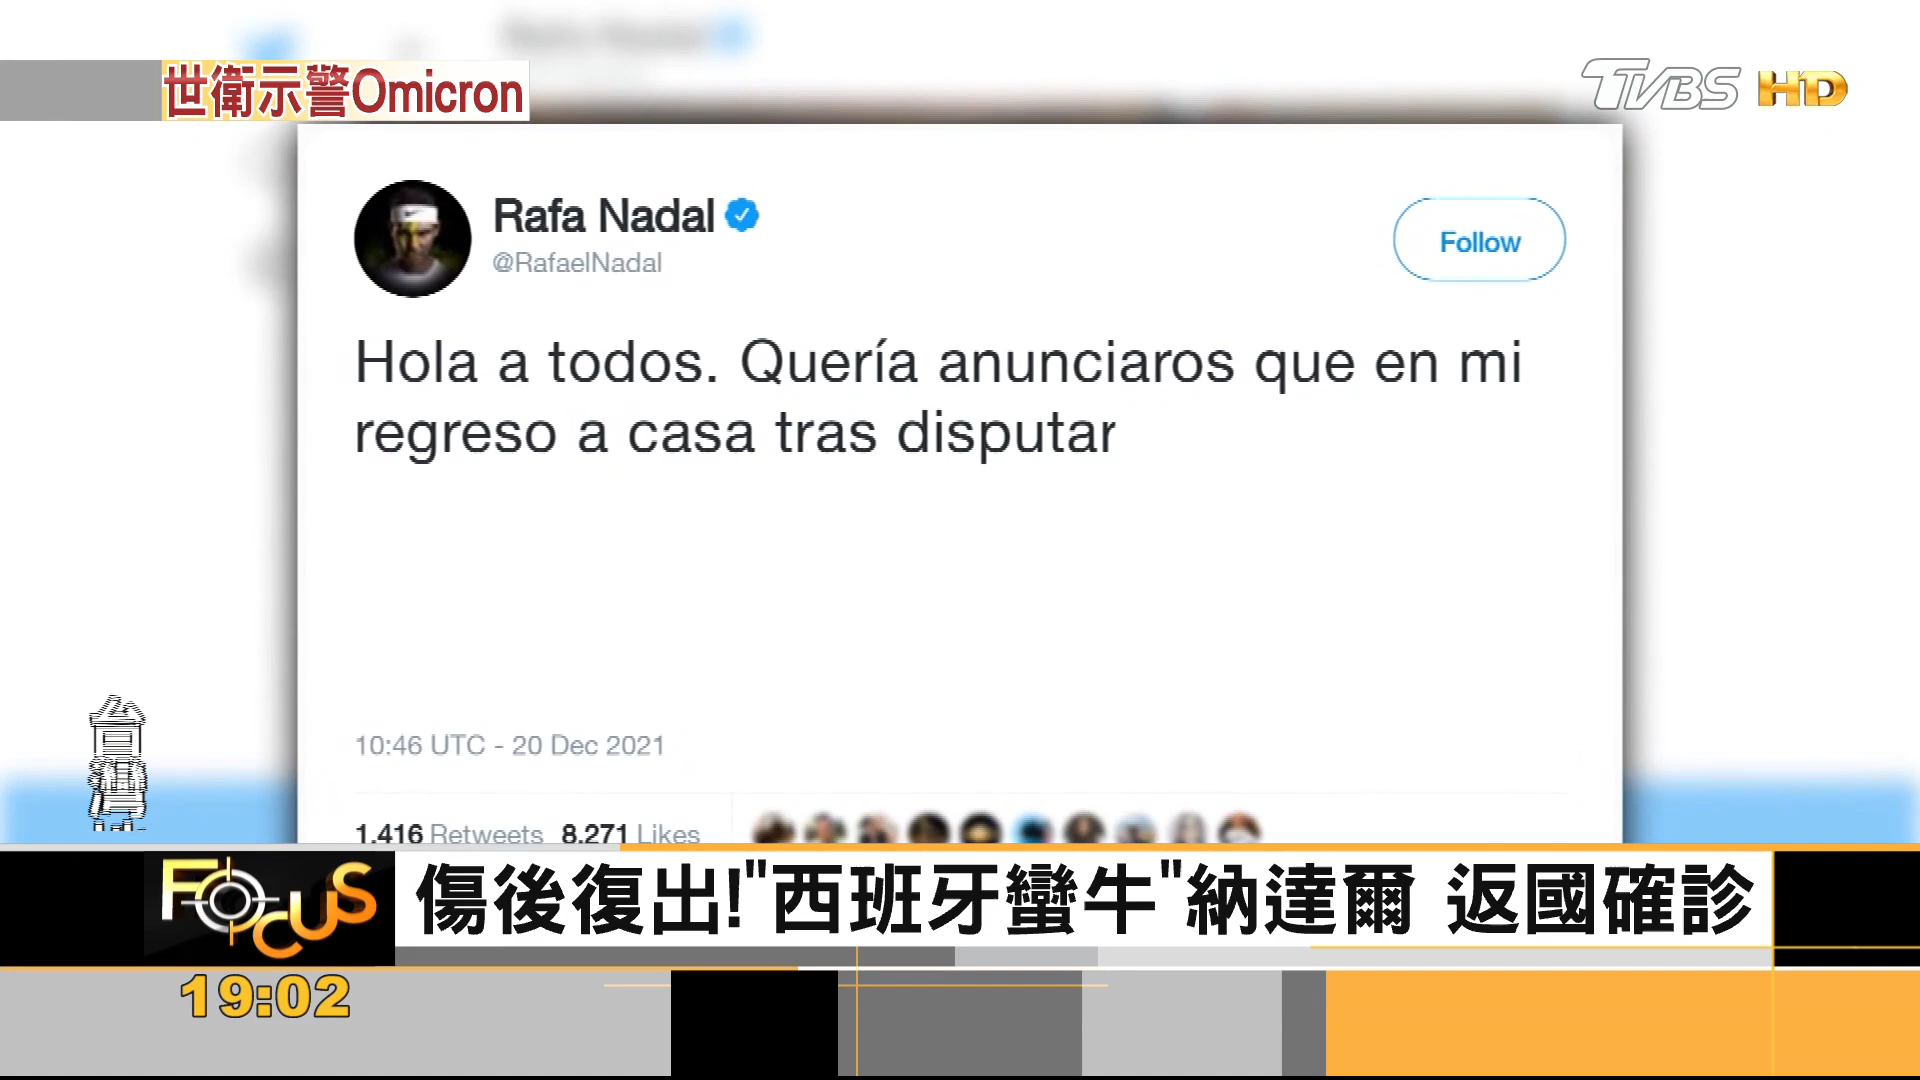 世衛示警Omicron
TVBS HD
Rafa Nadal
@RafaelNadal
Follow
Hola a todos. Quería anunciaros que en mi
regreso a casa tras disputar
10:46 UTC - 20 Dec 2021
1,416 Retweets 8,271 Likes
FOCUS
傷後復出!"西班牙蠻牛"納達爾 返國確診
19:02